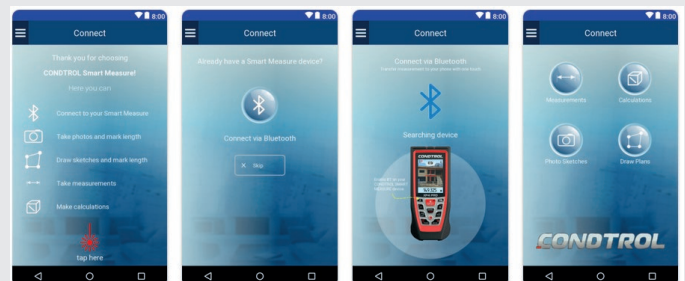 8:00
Connect
Thank you for choosing
CONDTROL Smart Measure!
Here you can
Connect to your Smart Measure
Take photos and mark length
Draw sketches and mark length
Take measurements
Make calculations
tap here
8:00
Connect
Already have a Smart Measure device?
Connect via Bluetooth
Skip
8:00
Connect
Connect via Bluetooth
Searching device
CONDTROL
8:00
Connect
Measurements
Calculations
Photo Sketches
Draw Plans
CONDTROL